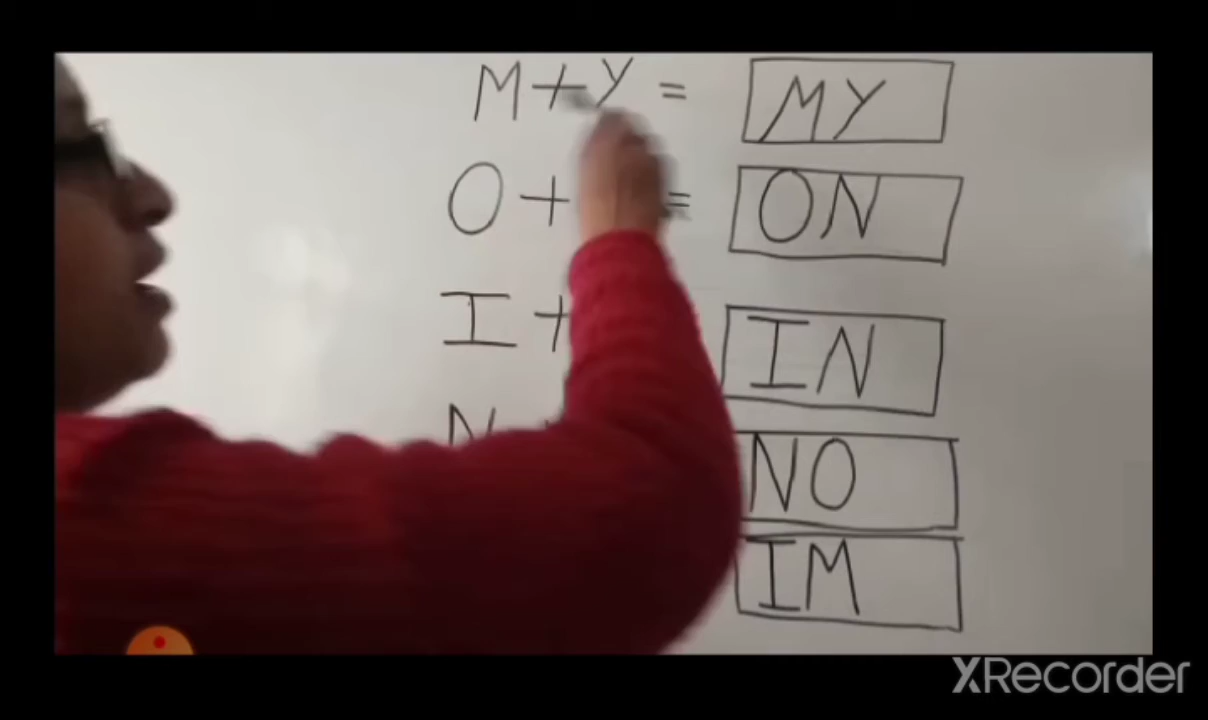 M+Y = MY
O + = ON
I + IN
N NO
IM
XRecorder